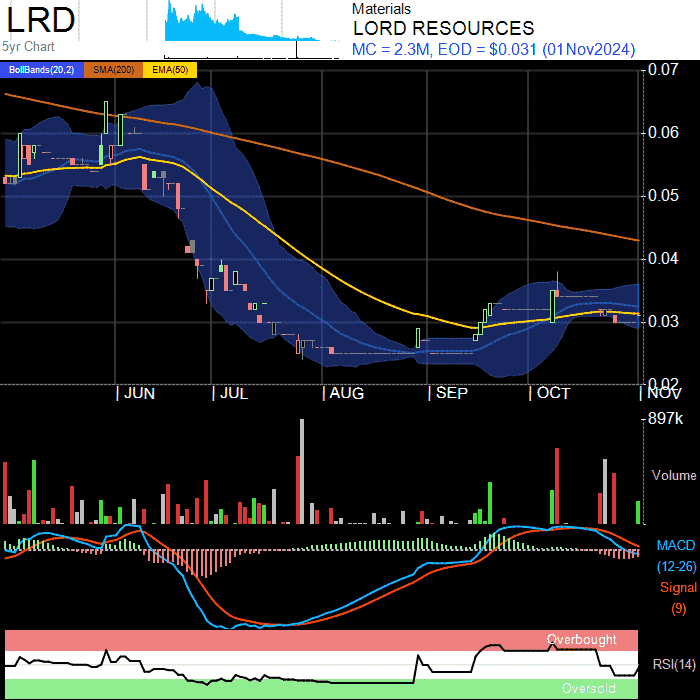 LRD
5yr Chart
Materials
LORD RESOURCES
MC = 2.3M, EOD = $0.031 (01Nov2024)
BollBands(20,2) SMA(200) EMA(50)
0.07
0.06
0.05
0.04
0.03
0.02
JUN JUL AUG SEP OCT NOV
897k
Volume
MACD
(12-26)
Signal
(9)
Overbought
RSI(14)
Oversold